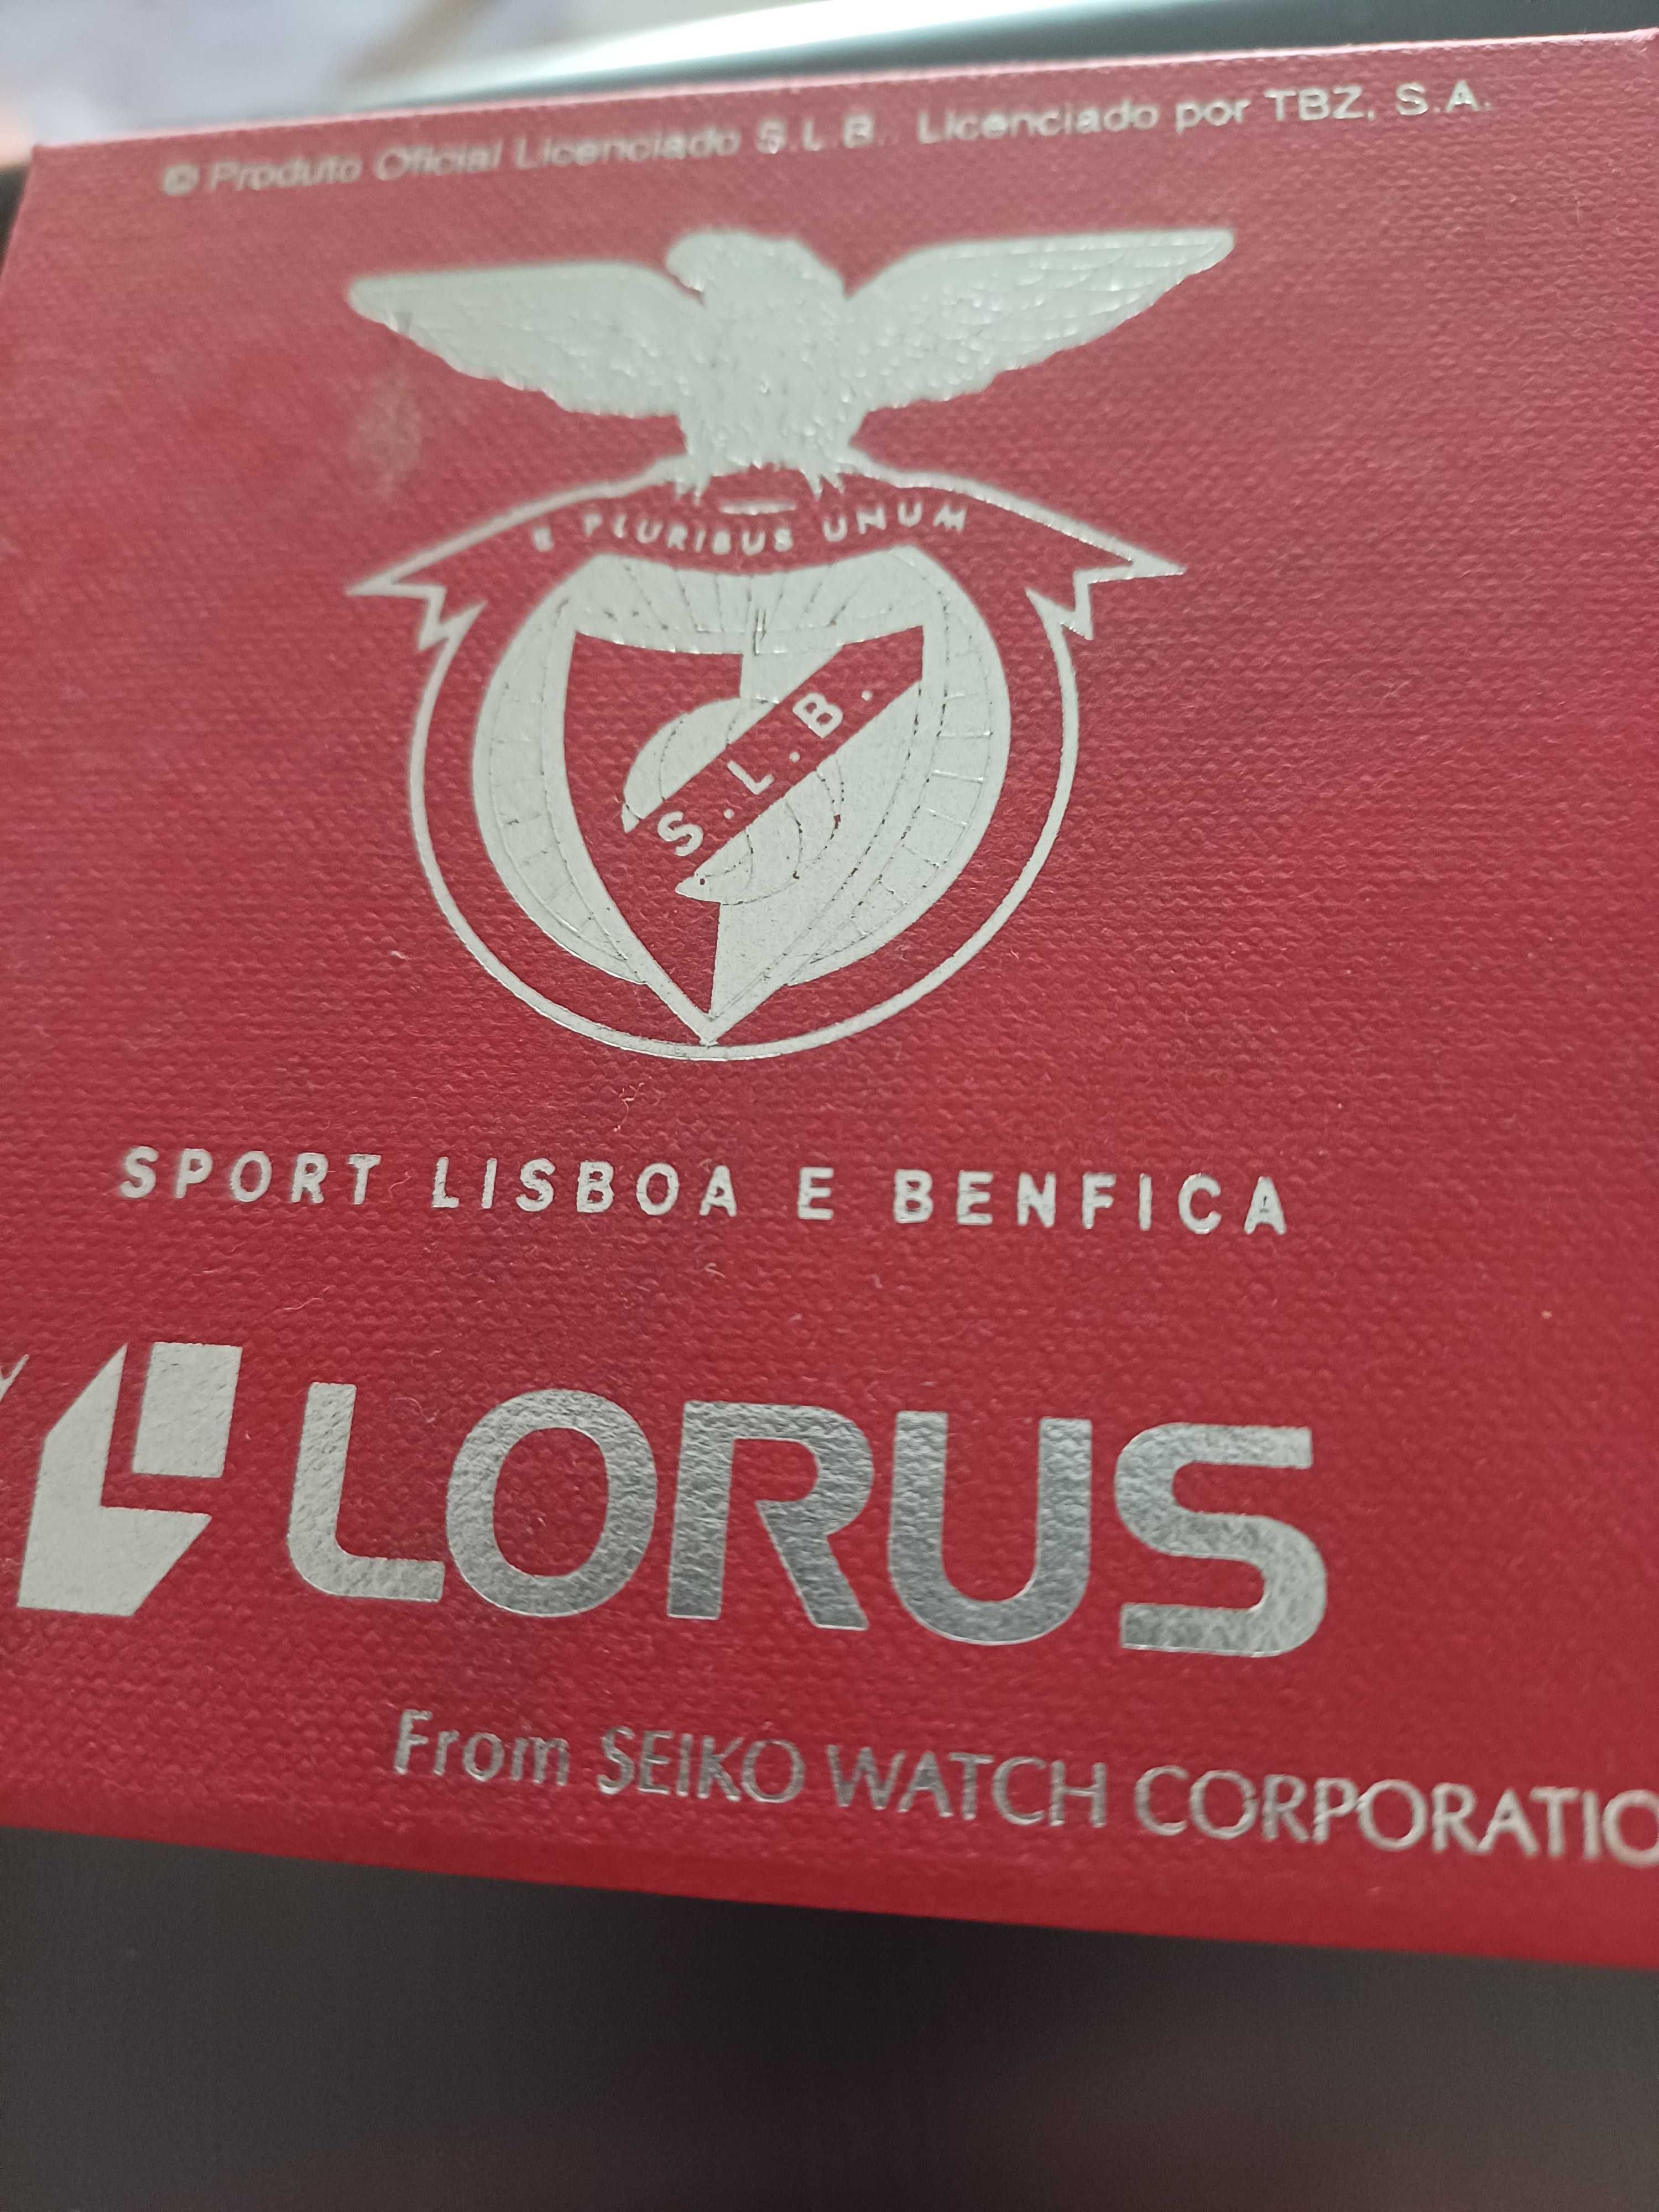 © Produto Oficial Licenciado S.L.B. Licenciado por TBZ, S.A.
E PLURIBUS UNUM
S.L.B.
SPORT LISBOA E BENFICA
LORUS
From SEIKO WATCH CORPORATIO